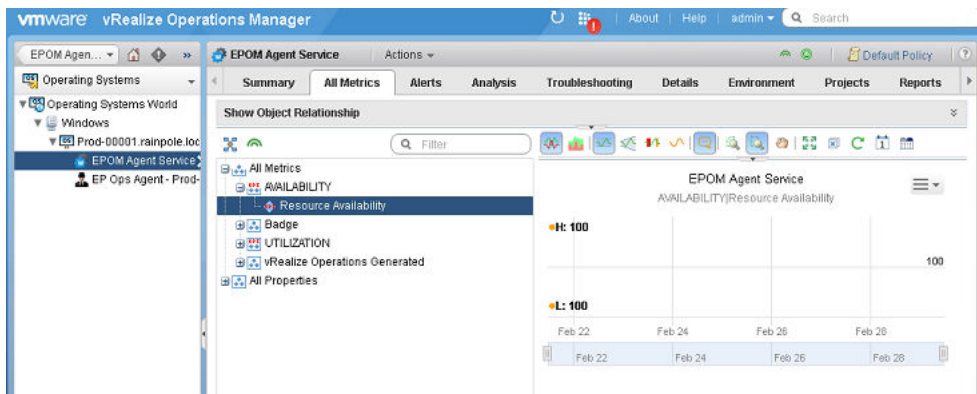 vmware vRealize Operations Manager
About Help admin Search
EPOM Agen...
EPOM Agent Service Actions Default Policy
Operating Systems
Summary All Metrics Alerts Analysis Troubleshooting Details Environment Projects Reports
Operating Systems World
Windows
Prod-00001.rainpole.loc
EPOM Agent Service
EP Ops Agent - Prod-
Show Object Relationship
Filter
All Metrics
AVAILABILITY
Resource Availability
Badge
UTILIZATION
vRealize Operations Generated
All Properties
EPOM Agent Service
AVAILABILITY|Resource Availability
H: 100
100
L: 100
Feb 22 Feb 24 Feb 26 Feb 28
Feb 22 Feb 24 Feb 26 Feb 28